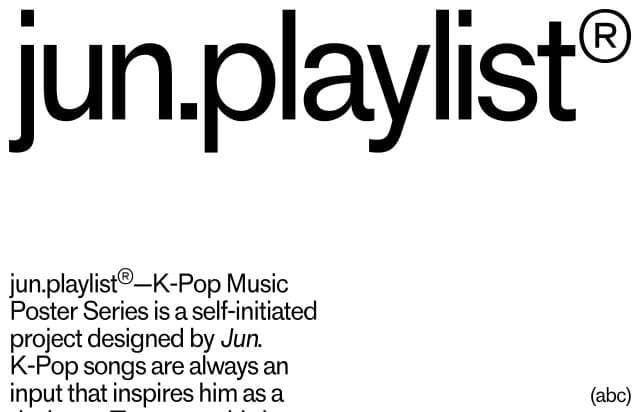 jun.playlist®
jun.playlist®—K-Pop Music
Poster Series is a self-initiated
project designed by Jun.
K-Pop songs are always an
input that inspires him as a
(abc)